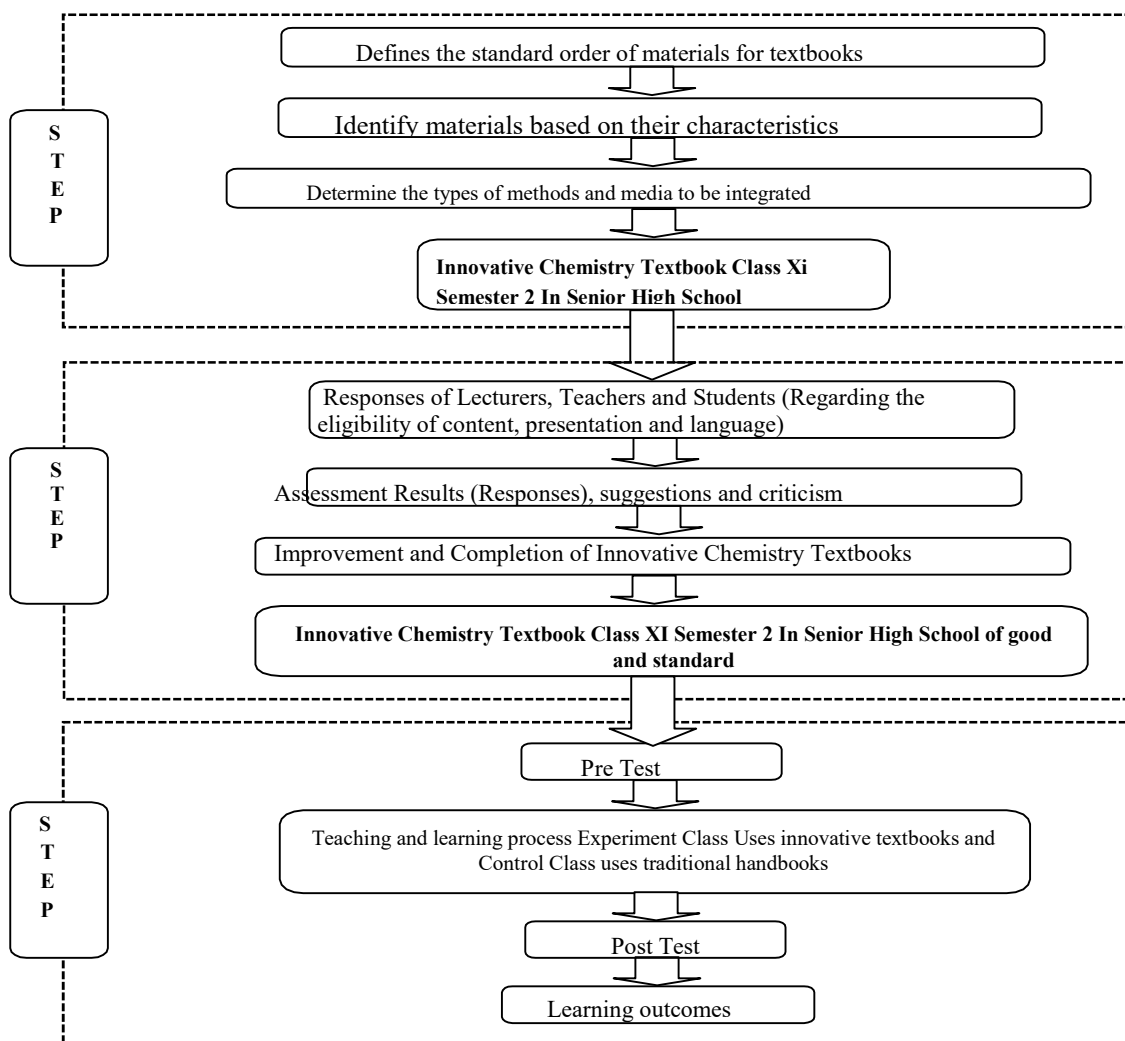 Defines the standard order of materials for textbooks
S
T
E
P
Identify materials based on their characteristics
Determine the types of methods and media to be integrated
Innovative Chemistry Textbook Class Xi
Semester 2 In Senior High School
Responses of Lecturers, Teachers and Students (Regarding the
eligibility of content, presentation and language)
S
T
E
P
Assessment Results (Responses), suggestions and criticism
Improvement and Completion of Innovative Chemistry Textbooks
Innovative Chemistry Textbook Class XI Semester 2 In Senior High School of good
and standard
Pre Test
S
T
E
P
Teaching and learning process Experiment Class Uses innovative textbooks and
Control Class uses traditional handbooks
Post Test
Learning outcomes